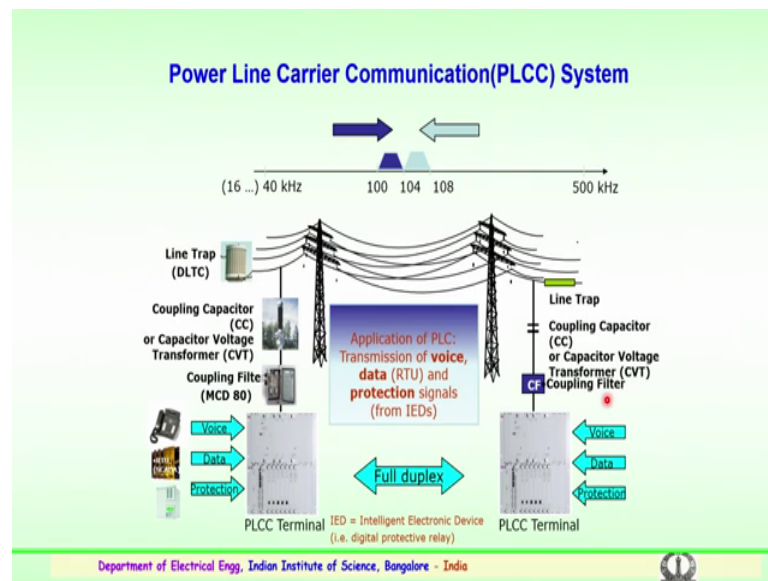 Power Line Carrier Communication(PLCC) System
(16 ...) 40 kHz
100
104
108
500 kHz
Line Trap
(DLTC)
Coupling Capacitor
(CC)
or Capacitor Voltage
Transformer (CVT)
Coupling Filte
(MCD 80)
Application of PLC:
Transmission of voice,
data (RTU) and
protection signals
(from IEDs)
Line Trap
Coupling Capacitor
(CC)
or Capacitor Voltage
Transformer (CVT)
CF
Coupling Filter
Voice
Data
Protection
Full duplex
Voice
Data
Protection
PLCC Terminal
IED = Intelligent Electronic Device
(i.e. digital protective relay)
PLCC Terminal
Department of Electrical Engg, Indian Institute of Science, Bangalore - India